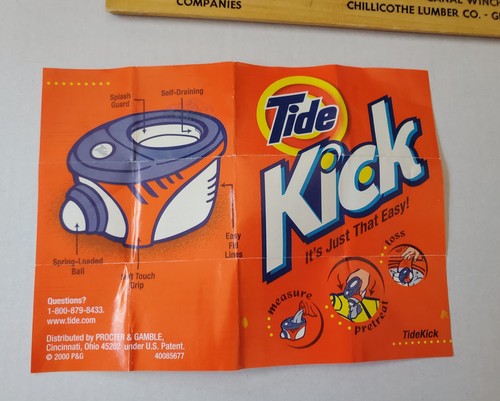 COMPANIES
CANAL WINCH
CHILLICOTHE LUMBER CO. - G
Splash
Guard
Self-Draining
Easy
Fill
Lines
Spring-Loaded
Ball
Soft Touch
Grip
Questions?
1-800-879-8433.
www.tide.com
Distributed by PROCTER & GAMBLE,
Cincinnati, Ohio 45202 under U.S. Patent.
© 2000 P&G
40085677
Tide
Kick
It's Just That Easy!
measure
pretreat
toss
TideKick